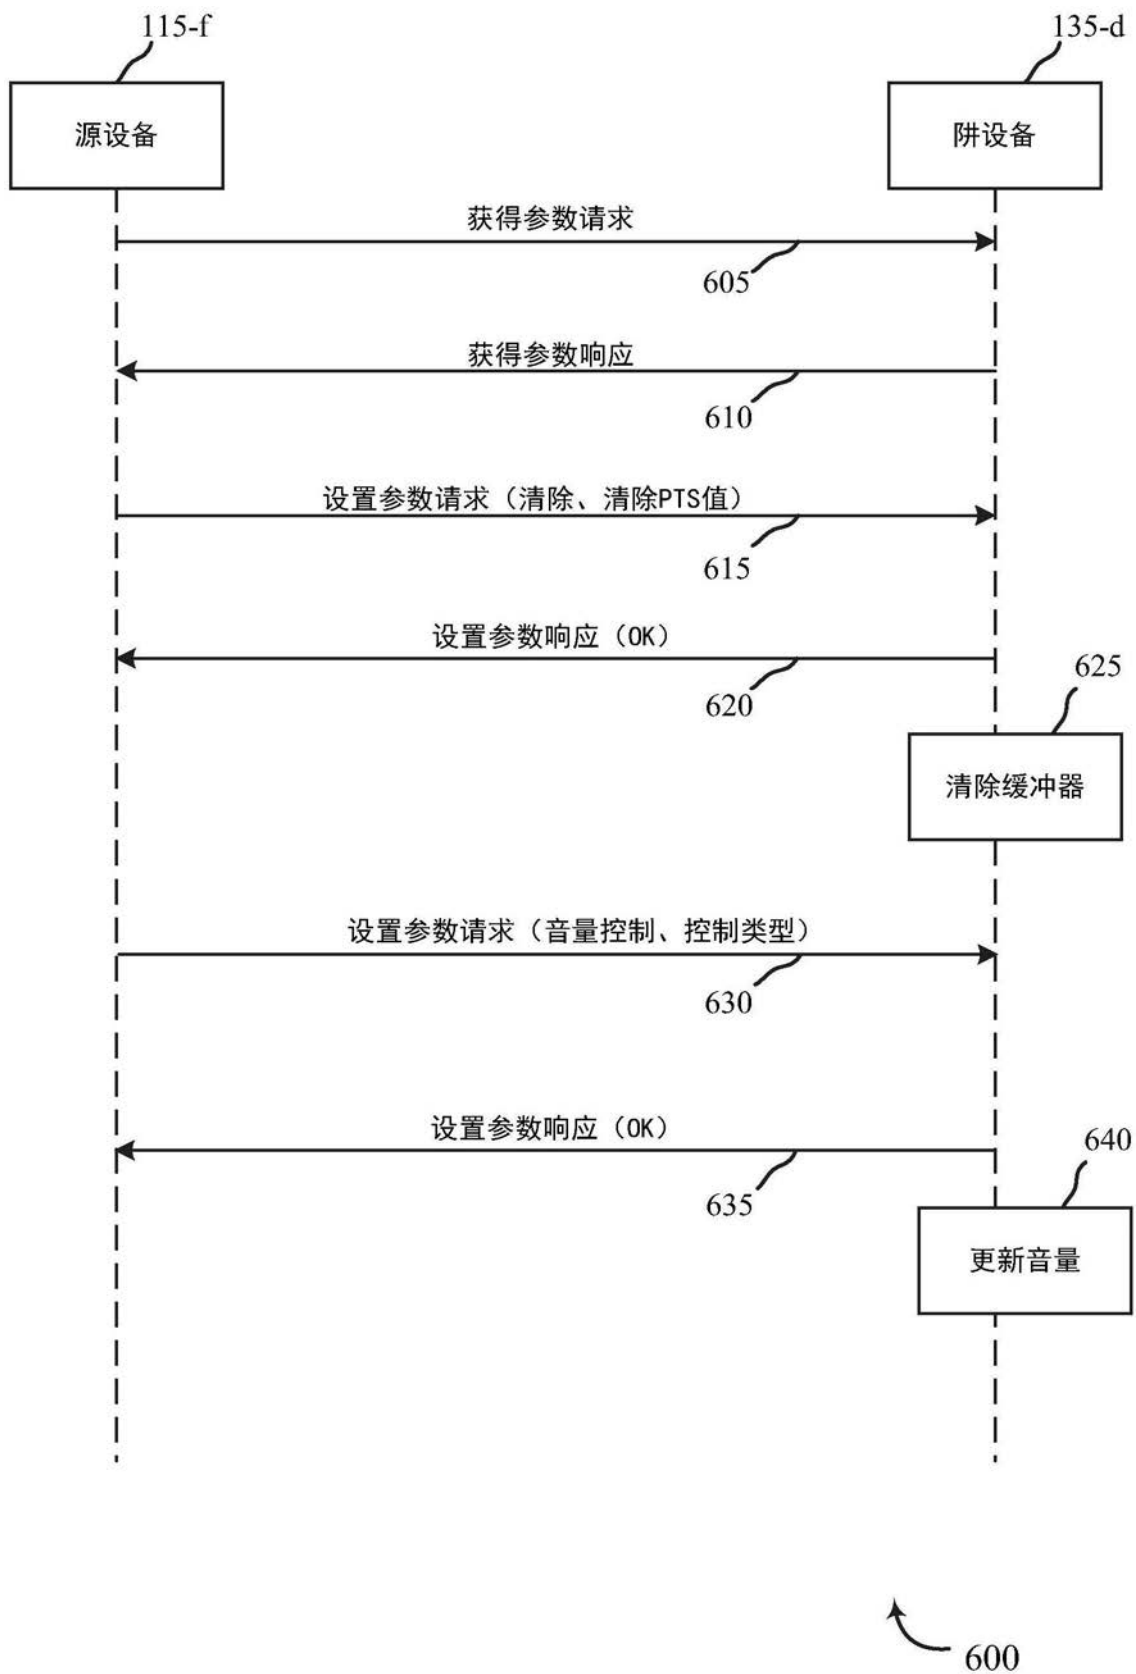 115-f
135-d
源设备
阱设备
获得参数请求
605
获得参数响应
610
设置参数请求（清除、清除PTS值）
615
设置参数响应（OK）
620
625
清除缓冲器
设置参数请求（音量控制、控制类型）
630
设置参数响应（OK）
635
640
更新音量
600